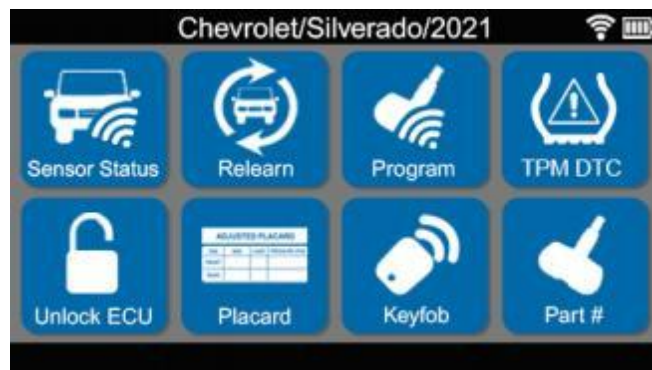 Chevrolet/Silverado/2021
Sensor Status
Relearn
Program
TPM DTC
ADJUSTED PLACARD
Unlock ECU
Placard
Keyfob
Part #